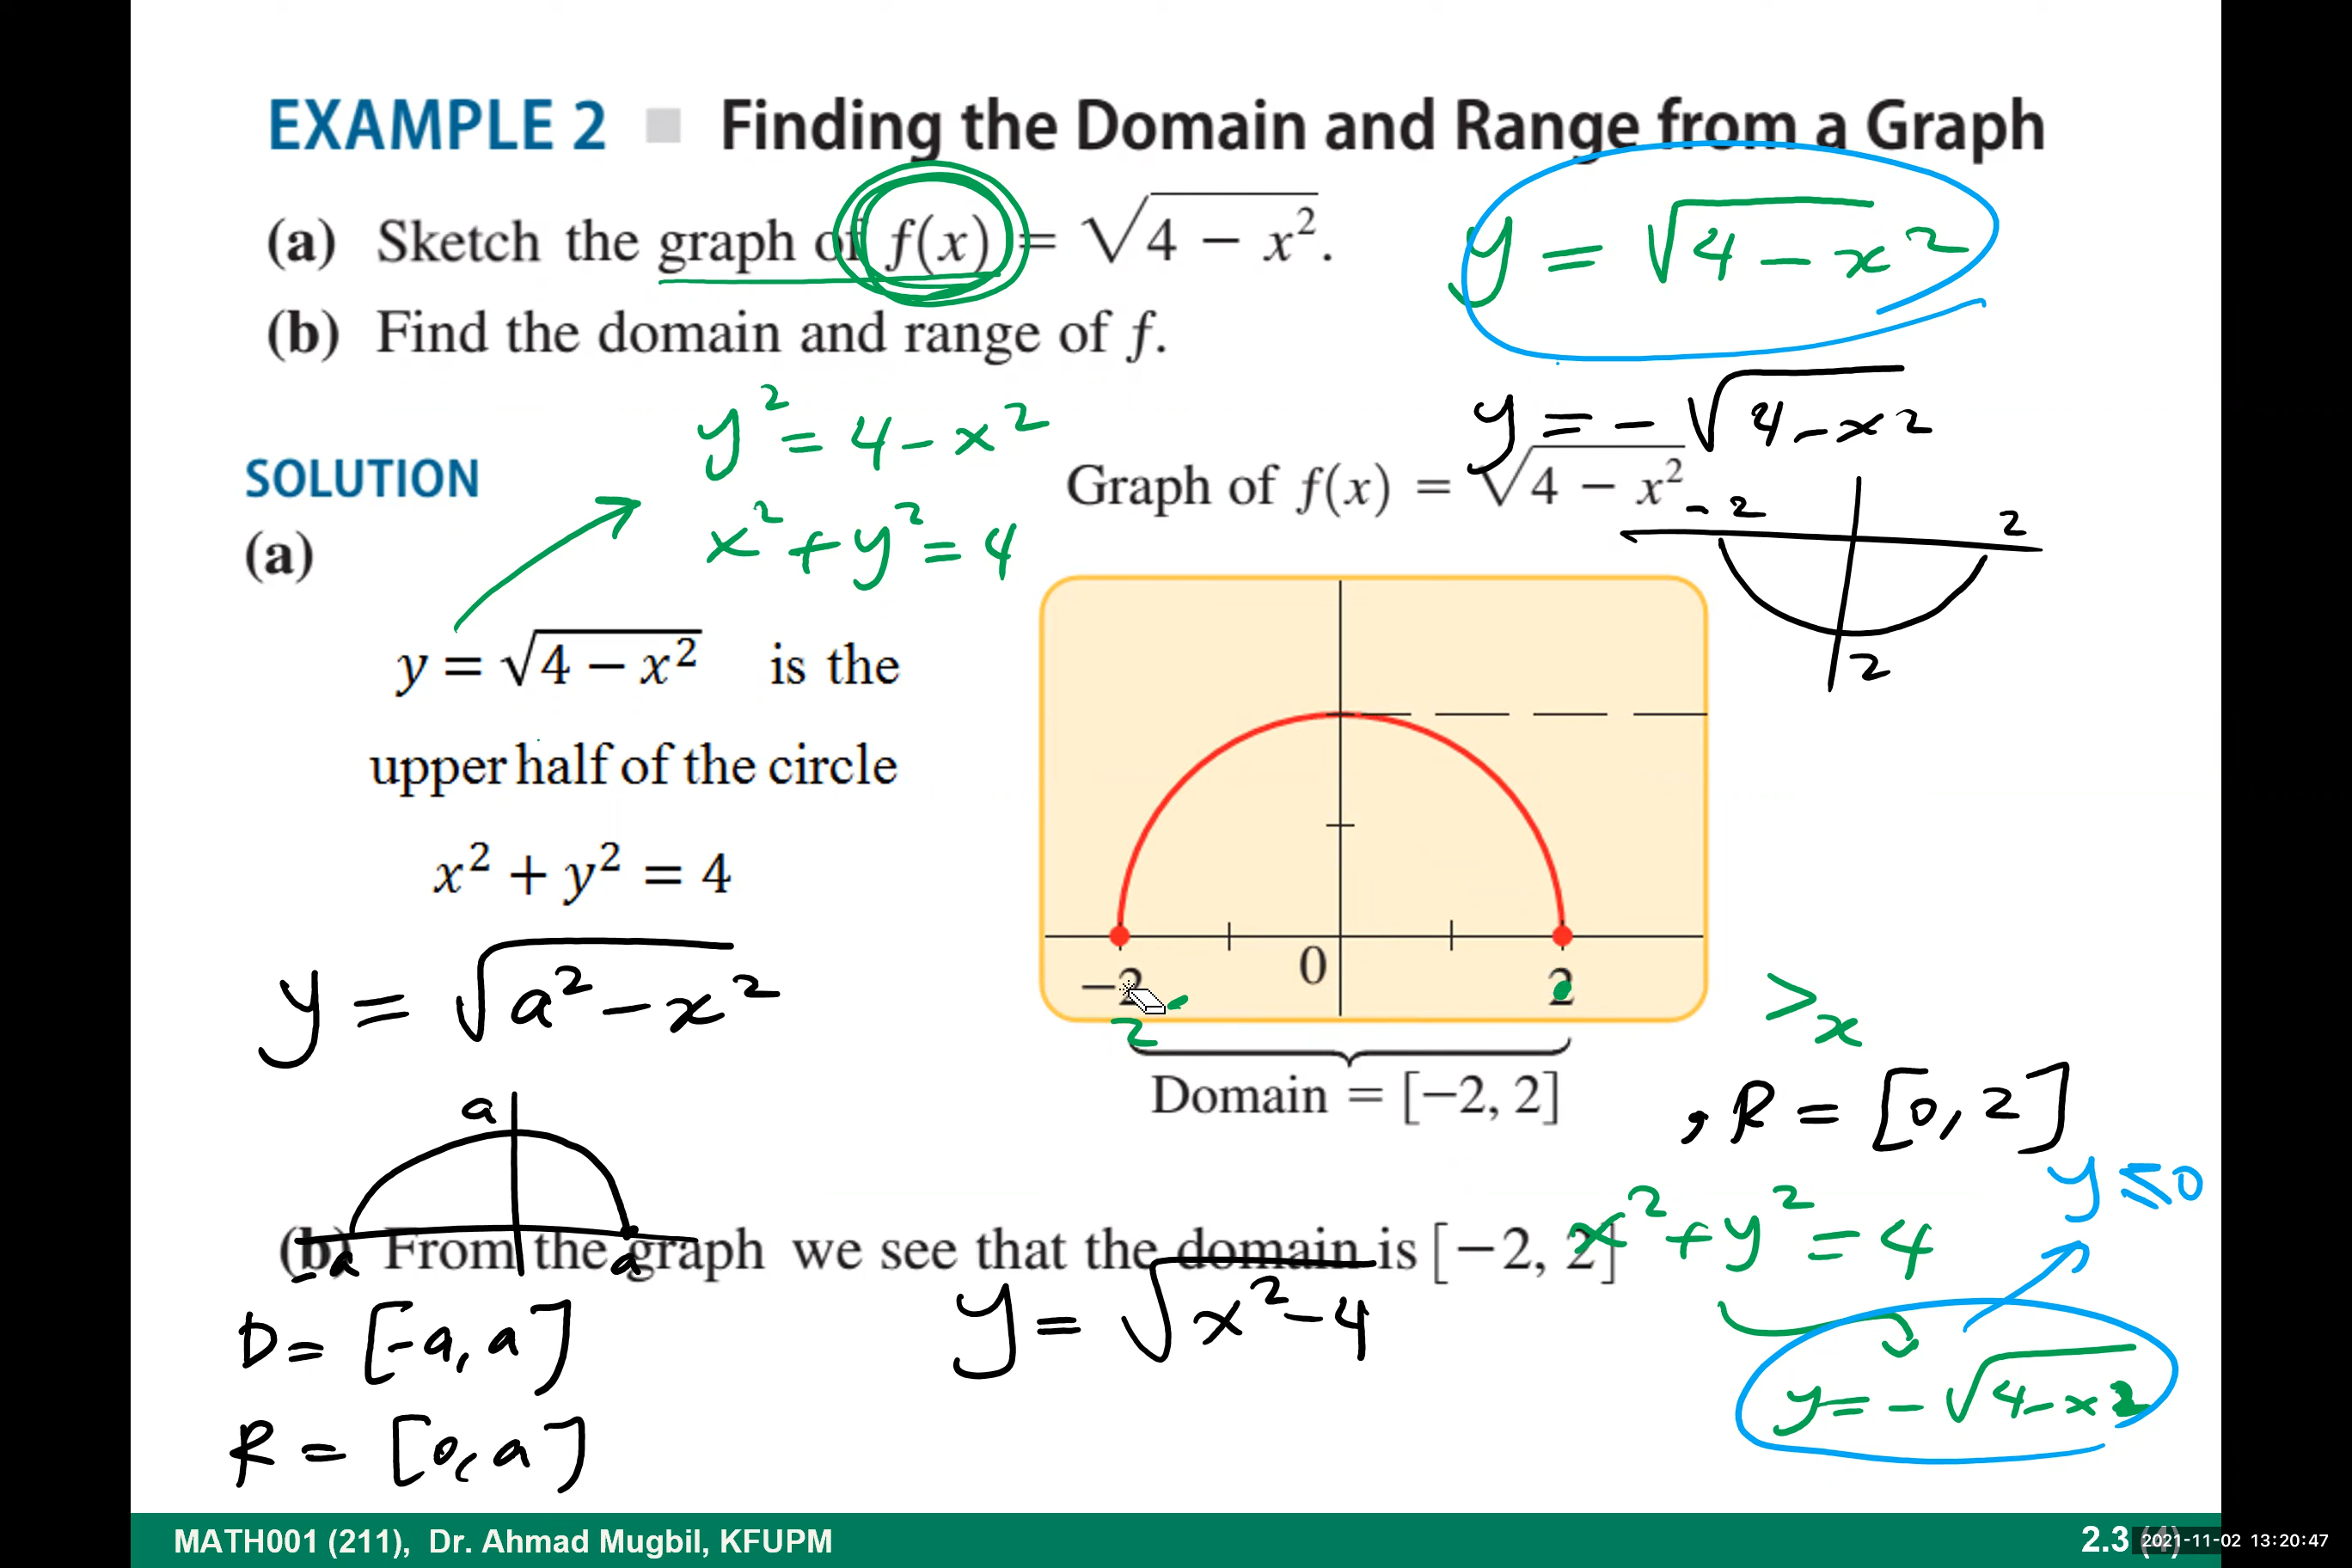 EXAMPLE 2 ■ Finding the Domain and Range from a Graph
(a) Sketch the graph of f(x) = √(4 − x²).
y = √(4 − x²)
(b) Find the domain and range of f.
y² = 4 − x²
y = −√(4 − x²)
SOLUTION
Graph of f(x) = √(4 − x²)
−2 2
x² + y² = 4
(a)
2
y = √(4 − x²) is the
upper half of the circle
x² + y² = 4
y = √(a² − x²)
−2 0 2
2
> x
Domain = [−2, 2] , R = [0, 2]
a
y ≤ 0
−a a
(b) From the graph we see that the domain is [−2, 2]
x² + y² = 4
D = [−a, a]
y = √(x² − 4)
y = −√(4 − x²)
R = [0, a]
MATH001 (211), Dr. Ahmad Mugbil, KFUPM
2.3 (4) 2021-11-02 13:20:47